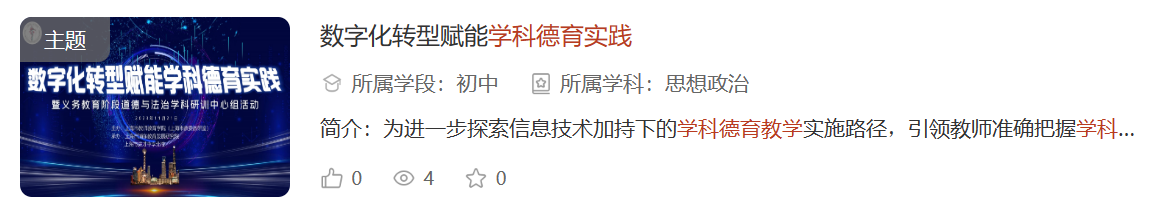 主题
数字化转型赋能学科德育实践
暨义务教育阶段道德与法治学科研训中心组活动
数字化转型赋能学科德育实践
所属学段：初中
所属学科：思想政治
简介：为进一步探索信息技术加持下的学科德育教学实施路径，引领教师准确把握学科...
0
4
0